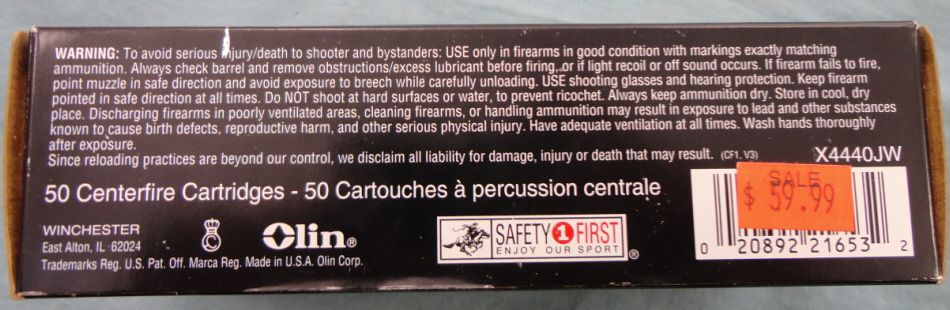 WARNING: To avoid serious injury/death to shooter and bystanders: USE only in firearms in good condition with markings exactly matching
ammunition. Always check barrel and remove obstructions/excess lubricant before firing..or if light recoil or off sound occurs. If firearm fails to fire,
point muzzle in safe direction and avoid exposure to breech while carefully unloading. USE shooting glasses and hearing protection. Keep firearm
pointed in safe direction at all times. Do NOT shoot at hard surfaces or water, to prevent ricochet. Always keep ammunition dry. Store in cool, dry
place. Discharging firearms in poorly ventilated areas, cleaning firearms, or handling ammunition may result in exposure to lead and other substances
known to cause birth defects, reproductive harm, and other serious physical injury. Have adequate ventilation at all times. Wash hands thoroughly
after exposure.
Since reloading practices are beyond our control, we disclaim all liability for damage, injury or death that may result. (CF1, V3) X4440JW
50 Centerfire Cartridges - 50 Cartouches à percussion centrale
SALE
$ 59.99
WINCHESTER
East Alton, IL 62024
Trademarks Reg. U.S. Pat. Off. Marca Reg. Made in U.S.A. Olin Corp.
Olin®
SAFETY 1 FIRST
ENJOY OUR SPORT ®
0 20892 21653 2